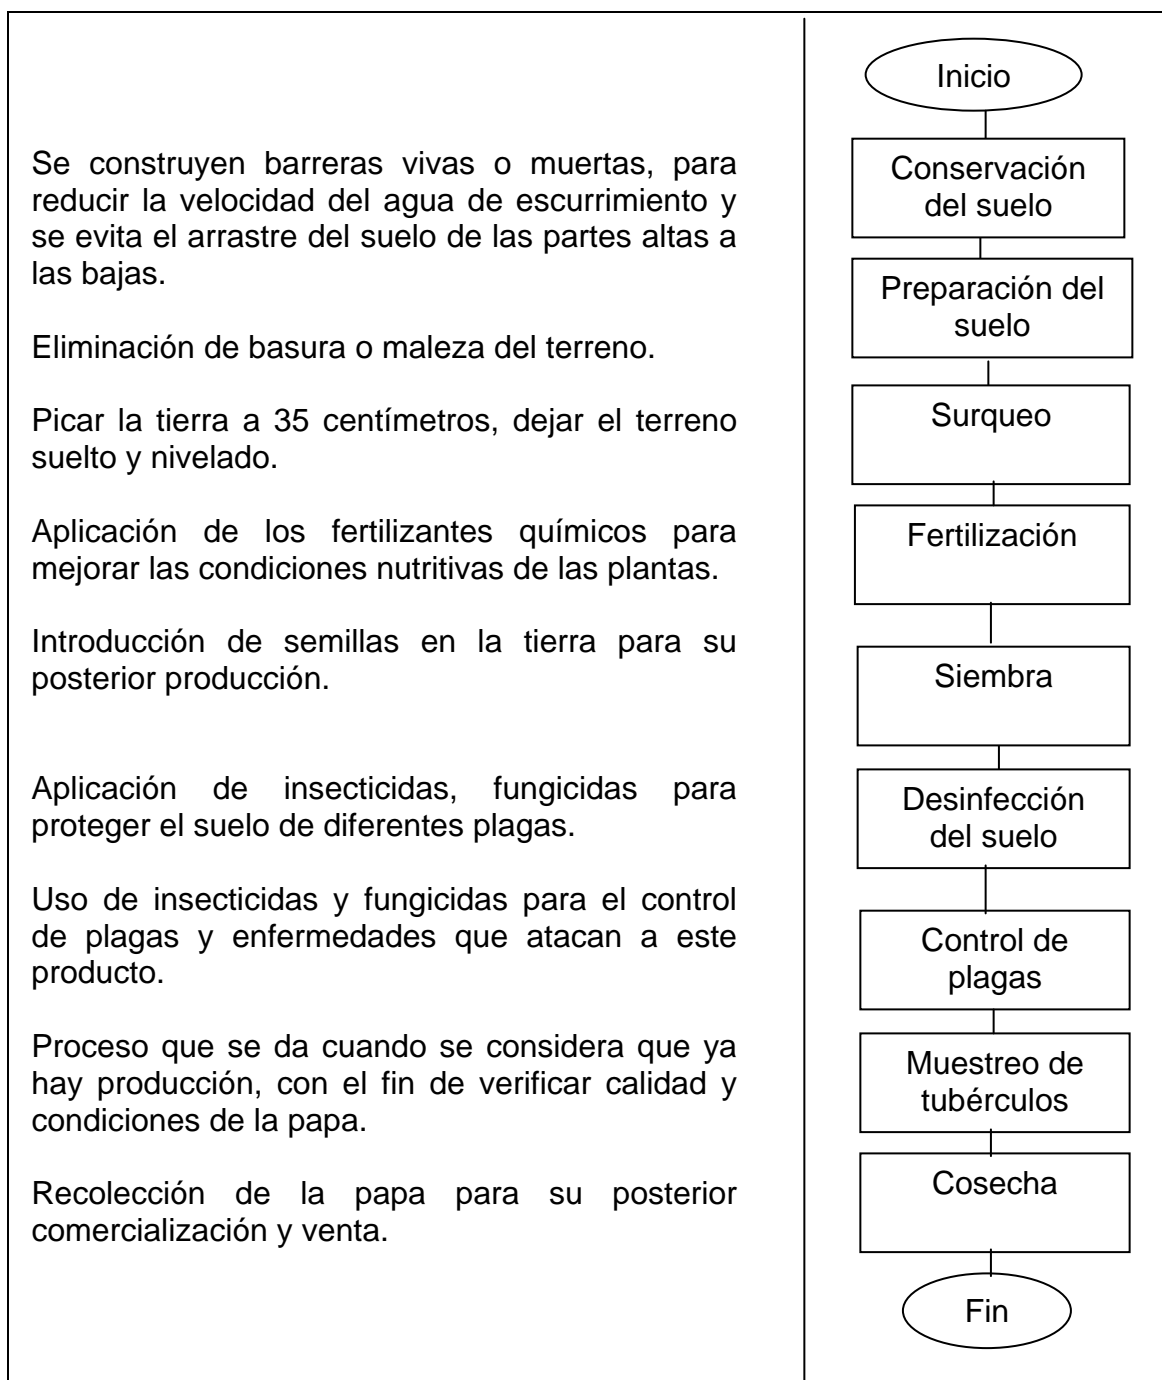 Se construyen barreras vivas o muertas, para
reducir la velocidad del agua de escurrimiento y
se evita el arrastre del suelo de las partes altas a
las bajas.
Eliminación de basura o maleza del terreno.
Picar la tierra a 35 centímetros, dejar el terreno
suelto y nivelado.
Aplicación de los fertilizantes químicos para
mejorar las condiciones nutritivas de las plantas.
Introducción de semillas en la tierra para su
posterior producción.
Aplicación de insecticidas, fungicidas para
proteger el suelo de diferentes plagas.
Uso de insecticidas y fungicidas para el control
de plagas y enfermedades que atacan a este
producto.
Proceso que se da cuando se considera que ya
hay producción, con el fin de verificar calidad y
condiciones de la papa.
Recolección de la papa para su posterior
comercialización y venta.
Inicio
Conservación
del suelo
Preparación del
suelo
Surqueo
Fertilización
Siembra
Desinfección
del suelo
Control de
plagas
Muestreo de
tubérculos
Cosecha
Fin